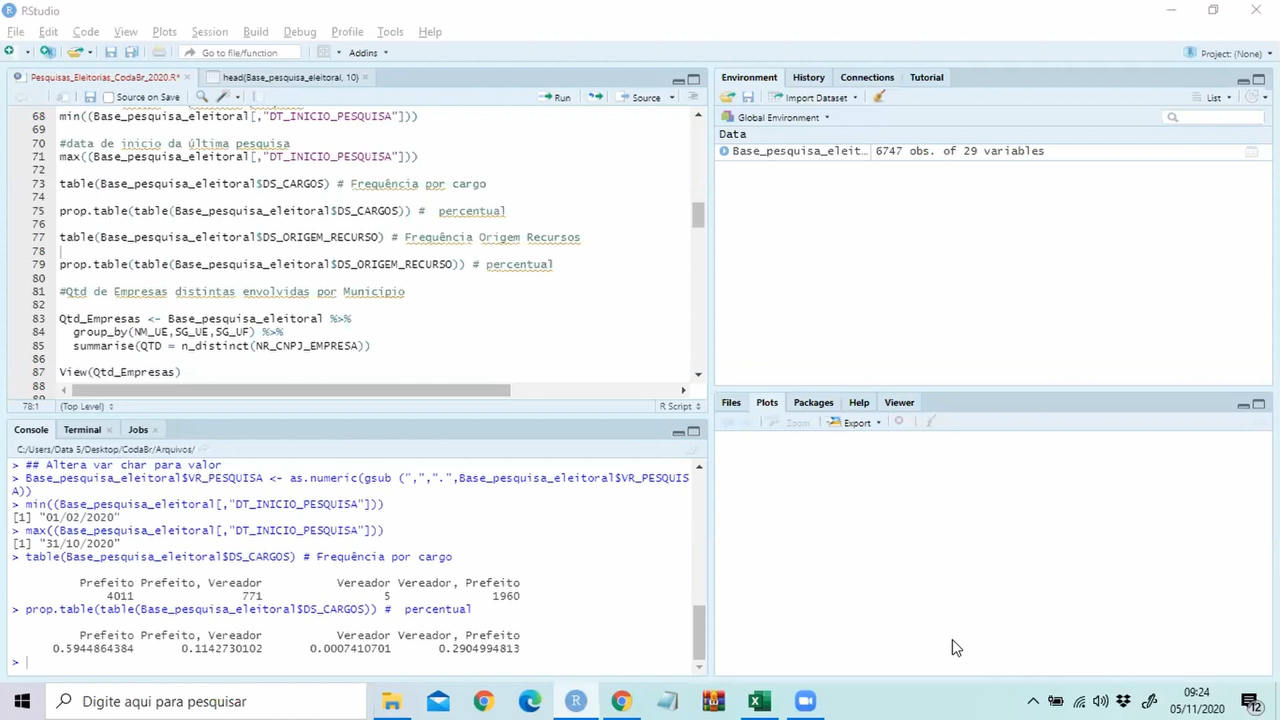 RStudio
File Edit Code View Plots Session Build Debug Profile Tools Help
Go to file/function Addins Project: (None)
Pesquisas_Eleitorias_CodaBr_2020.R* head(Base_pesquisa_eleitoral, 10)
Source on Save Run Source
68 min((Base_pesquisa_eleitoral[,"DT_INICIO_PESQUISA"]))
69
70 #data de inicio da última pesquisa
71 max((Base_pesquisa_eleitoral[,"DT_INICIO_PESQUISA"]))
72
73 table(Base_pesquisa_eleitoral$DS_CARGOS) # Frequência por cargo
74
75 prop.table(table(Base_pesquisa_eleitoral$DS_CARGOS)) #  percentual
76
77 table(Base_pesquisa_eleitoral$DS_ORIGEM_RECURSO) # Frequência Origem Recursos
78
79 prop.table(table(Base_pesquisa_eleitoral$DS_ORIGEM_RECURSO)) # percentual
80
81 #Qtd de Empresas distintas envolvidas por Município
82
83 Qtd_Empresas <- Base_pesquisa_eleitoral %>%
84   group_by(NM_UE,SG_UE,SG_UF) %>%
85   summarise(QTD = n_distinct(NR_CNPJ_EMPRESA))
86
87 View(Qtd_Empresas)
88
78:1 (Top Level) R Script
Console Terminal Jobs
C:/Users/Data 5/Desktop/CodaBr/Arquivos/
> ## Altera var char para valor
> Base_pesquisa_eleitoral$VR_PESQUISA <- as.numeric(gsub (",",".",Base_pesquisa_eleitoral$VR_PESQUIS
A))
> min((Base_pesquisa_eleitoral[,"DT_INICIO_PESQUISA"]))
[1] "01/02/2020"
> max((Base_pesquisa_eleitoral[,"DT_INICIO_PESQUISA"]))
[1] "31/10/2020"
> table(Base_pesquisa_eleitoral$DS_CARGOS) # Frequência por cargo
Prefeito Prefeito, Vereador Vereador Vereador, Prefeito
4011 771 5 1960
> prop.table(table(Base_pesquisa_eleitoral$DS_CARGOS)) #  percentual
Prefeito Prefeito, Vereador Vereador Vereador, Prefeito
0.5944864384 0.1142730102 0.0007410701 0.2904994813
>
Environment History Connections Tutorial
Import Dataset List
Global Environment
Data
Base_pesquisa_eleit… 6747 obs. of 29 variables
Files Plots Packages Help Viewer
Zoom Export
Digite aqui para pesquisar
09:24
05/11/2020
12